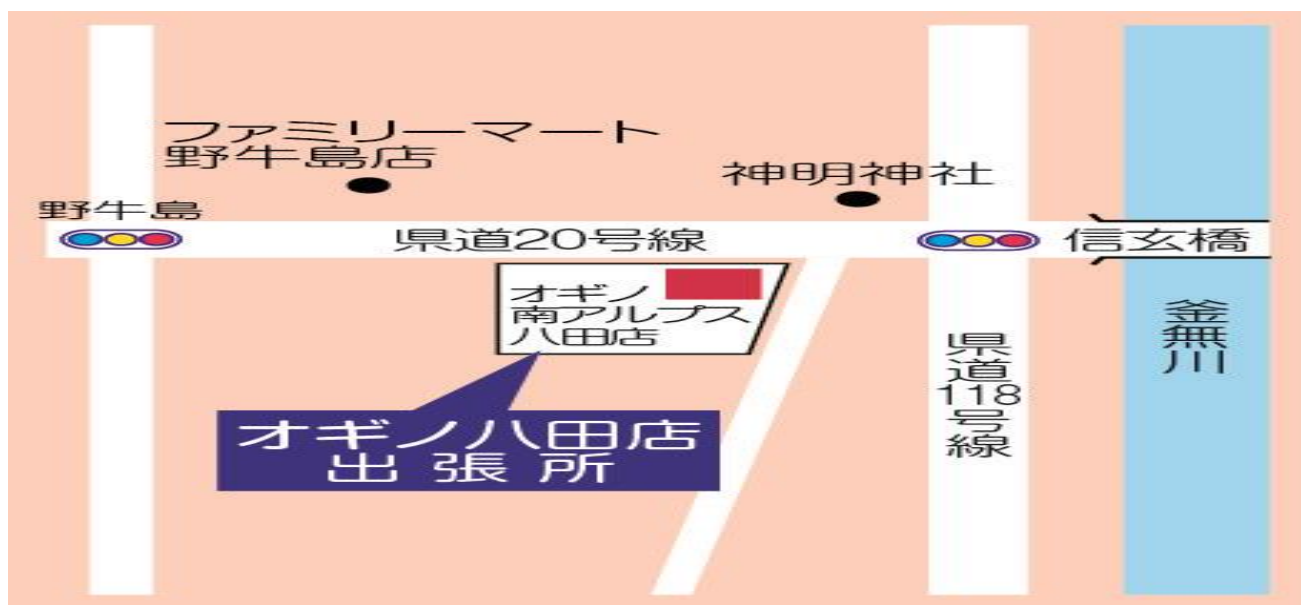 ファミリーマート
野牛島店
神明神社
野牛島
県道20号線
信玄橋
オギノ
南アルプス
八田店
県道118号線
釜無川
オギノ八田店
出張所